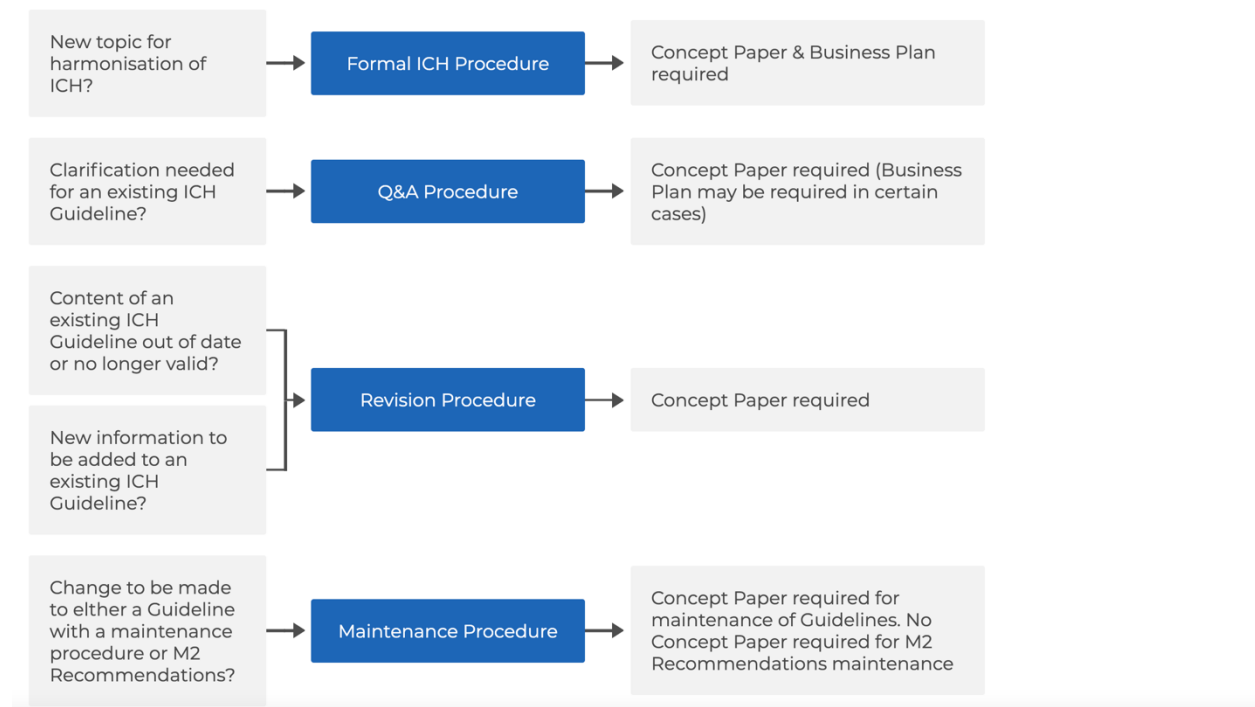 New topic for
harmonisation of
ICH?
Formal ICH Procedure
Concept Paper & Business Plan
required
Clarification needed
for an existing ICH
Guideline?
Q&A Procedure
Concept Paper required (Business
Plan may be required in certain
cases)
Content of an
existing ICH
Guideline out of date
or no longer valid?
New information to
be added to an
existing ICH
Guideline?
Revision Procedure
Concept Paper required
Change to be made
to elther a Guideline
with a maintenance
procedure or M2
Recommendations?
Maintenance Procedure
Concept Paper required for
maintenance of Guidelines. No
Concept Paper required for M2
Recommendations maintenance